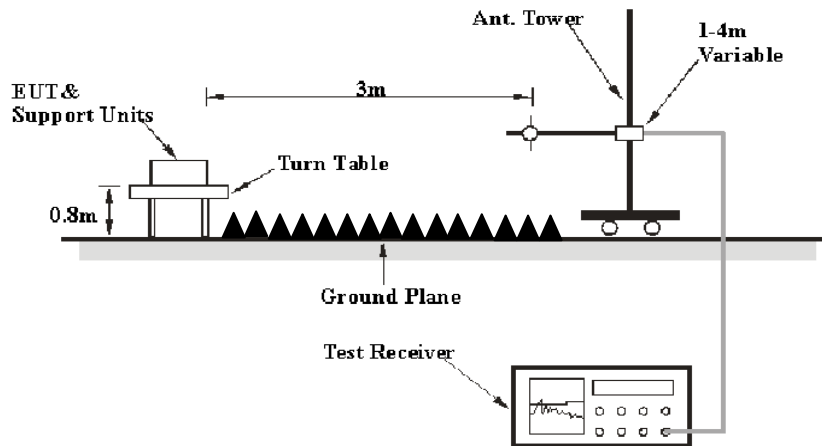 Ant. Tower
1-4m
Variable
3m
EUT&
Support Units
Turn Table
0.8m
Ground Plane
Test Receiver